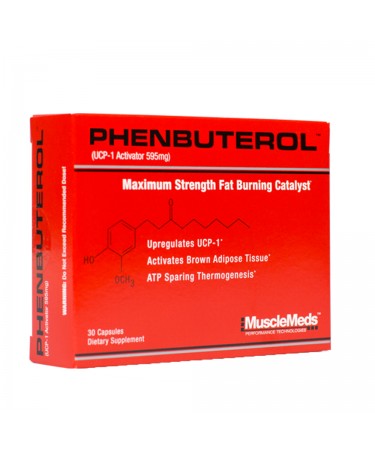 PHENBUTEROL™
(UCP-1 Activator 595mg)
Maximum Strength Fat Burning Catalyst*
Upregulates UCP-1*
Activates Brown Adipose Tissue*
ATP Sparing Thermogenesis*
HO
OCH3
O
30 Capsules
Dietary Supplement
MuscleMeds
PERFORMANCE TECHNOLOGIES
PHENBUTEROL
(UCP-1 Activator 595mg)
WARNING: Do Not Exceed Recommended Dose!